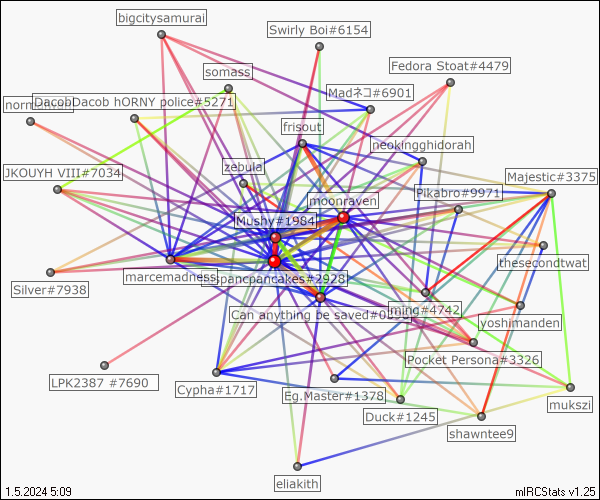 bigcitysamurai
Swirly Boi#6154
Fedora Stoat#4479
somass
Madネコ#6901
DacobDacob hORNY police#5271
frisout
neokingghidorah
zebula
JKOUYH VIII#7034
Majestic#3375
Pikabro#9971
moonraven
Mushy#1984
thesecondtwat
marcemadness
pancpancakes#2928
Silver#7938
Can anything be saved#0
ming#4742
yoshimanden
Pocket Persona#3326
LPK2387 #7690
Cypha#1717
Eg.Master#1378
mukszi
Duck#1245
shawntee9
eliakith
1.5.2024 5:09
mIRCStats v1.25